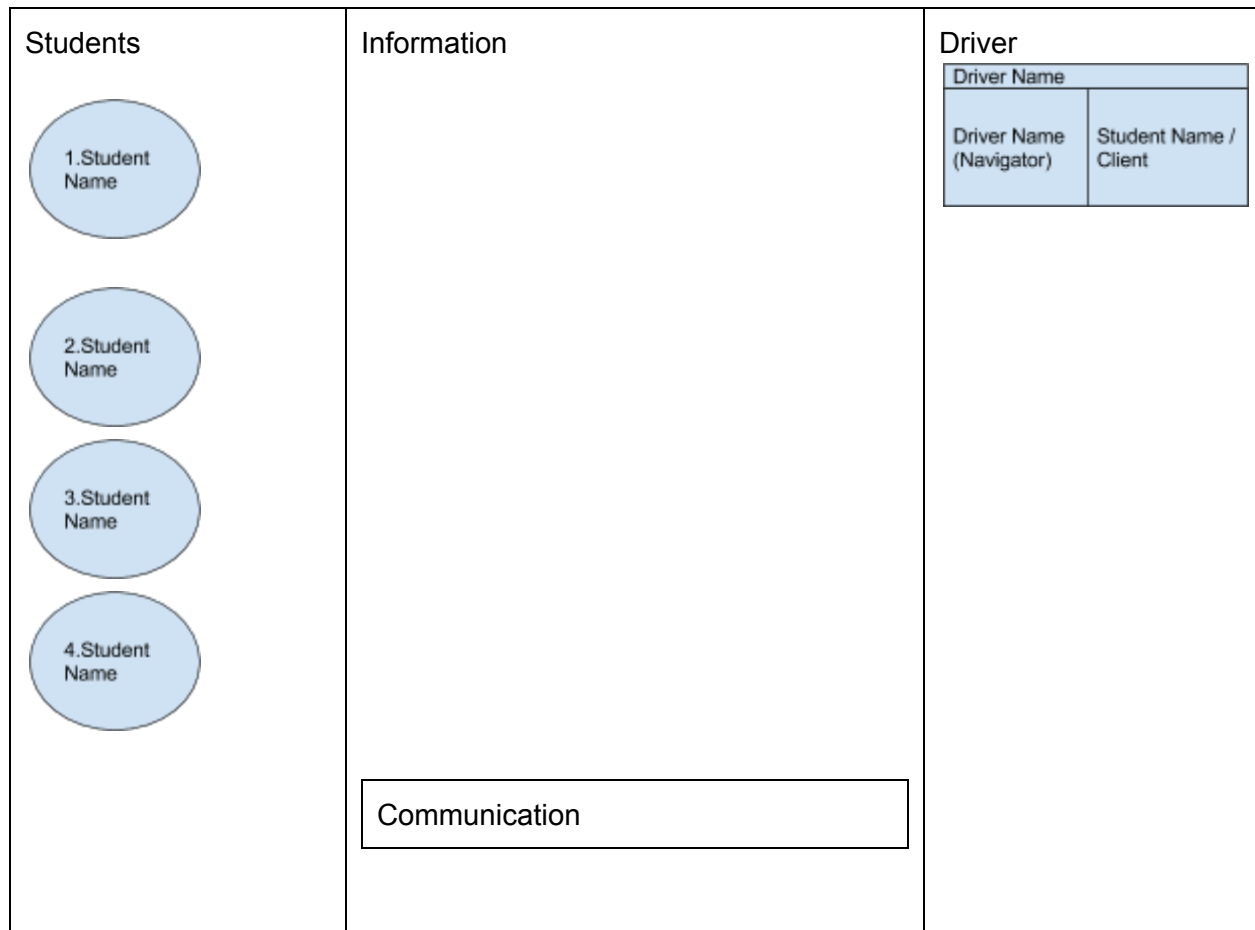 Students
1.Student
Name
2.Student
Name
3.Student
Name
4.Student
Name
Information
Communication
Driver
Driver Name
Driver Name
(Navigator)
Student Name /
Client